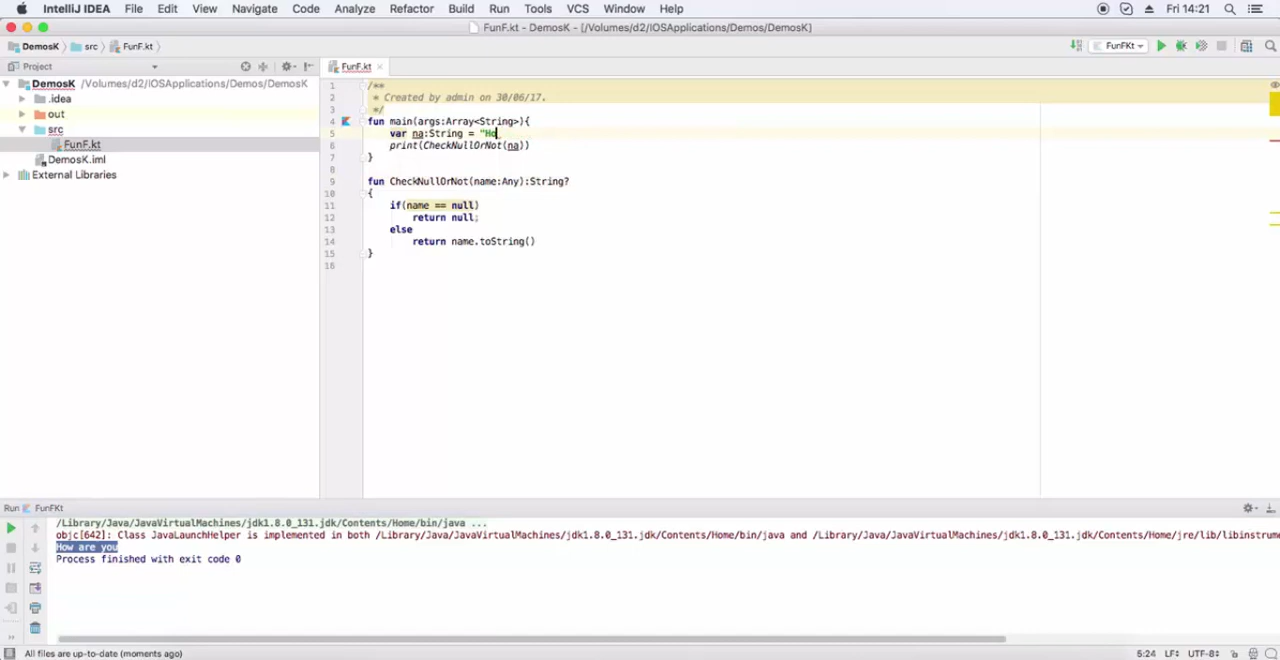 IntelliJ IDEA File Edit View Navigate Code Analyze Refactor Build Run Tools VCS Window Help Fri 14:21
FunF.kt - DemosK - [/Volumes/d2/IOSApplications/Demos/DemosK]
DemosK src FunF.kt FunFKt
Project FunF.kt
DemosK /Volumes/d2/IOSApplications/Demos/DemosK
.idea
out
src
FunF.kt
DemosK.iml
External Libraries
1 /**
2 * Created by admin on 30/06/17.
3 */
4 fun main(args:Array<String>){
5 var na:String = "Ho
6 print(CheckNullOrNot(na))
7 }
8
9 fun CheckNullOrNot(name:Any):String?
10 {
11 if(name == null)
12 return null;
13 else
14 return name.toString()
15 }
16
Run FunFKt
/Library/Java/JavaVirtualMachines/jdk1.8.0_131.jdk/Contents/Home/bin/java ...
objc[642]: Class JavaLaunchHelper is implemented in both /Library/Java/JavaVirtualMachines/jdk1.8.0_131.jdk/Contents/Home/bin/java and /Library/Java/JavaVirtualMachines/jdk1.8.0_131.jdk/Contents/Home/jre/lib/libinstrume
How are you
Process finished with exit code 0
All files are up-to-date (moments ago) 5:24 LF UTF-8